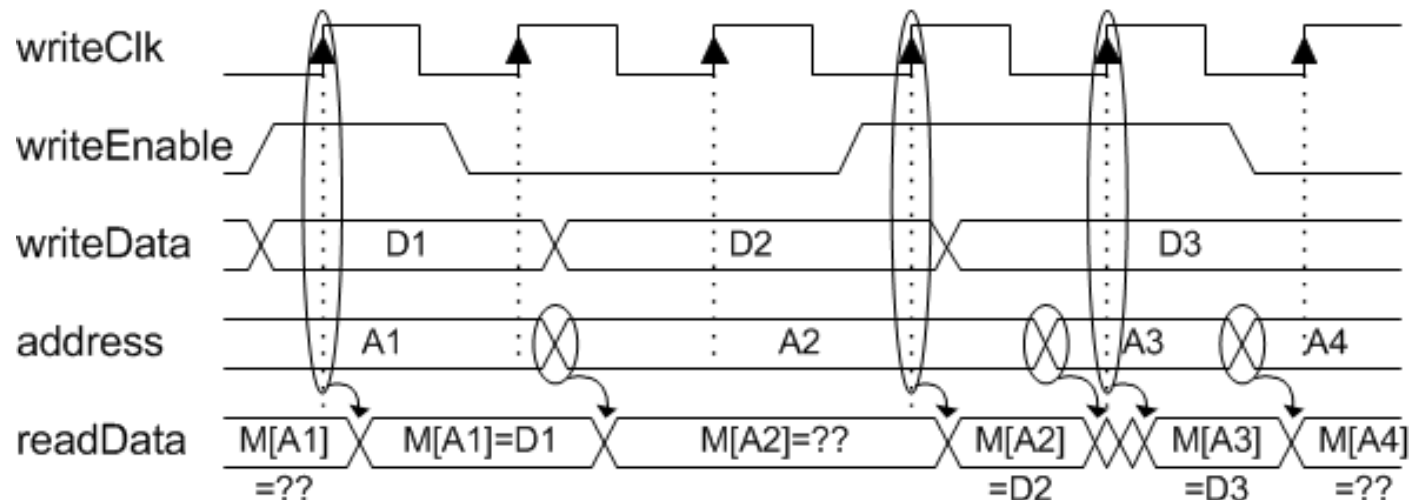 writeClk
writeEnable
writeData D1 D2 D3
address A1 A2 A3 A4
readData M[A1] M[A1]=D1 M[A2]=?? M[A2] M[A3] M[A4]
=?? =D2 =D3 =??